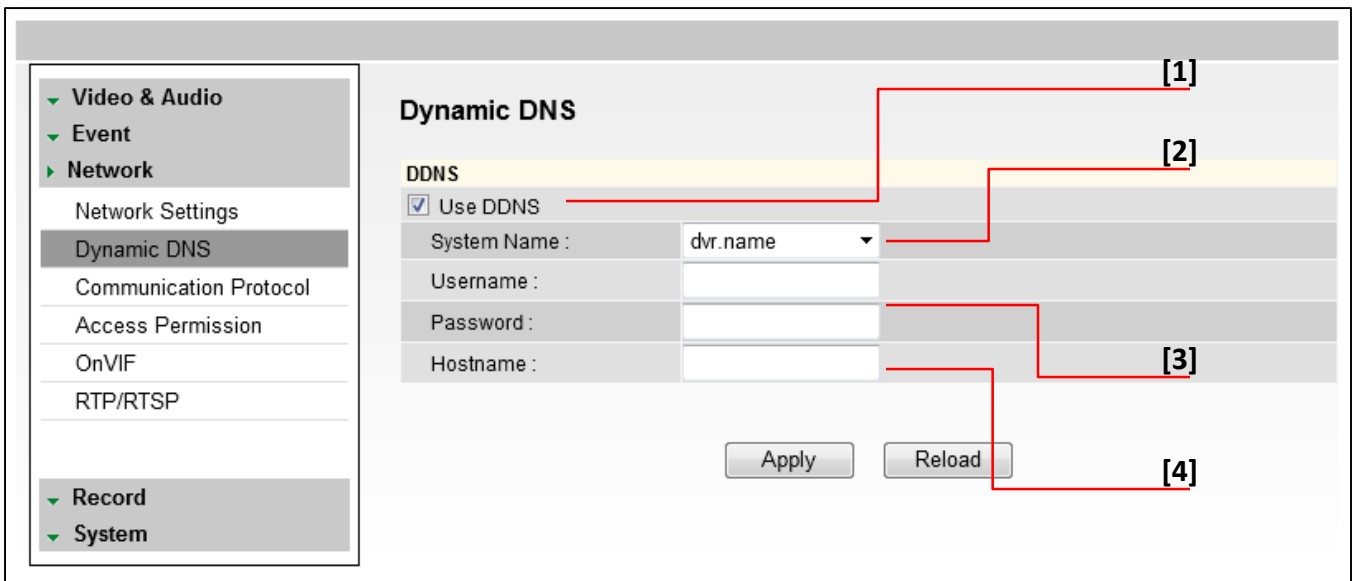 Video & Audio
Event
Network
Network Settings
Dynamic DNS
Communication Protocol
Access Permission
OnVIF
RTP/RTSP
Record
System
Dynamic DNS
DDNS
Use DDNS
System Name : dvr.name
Username :
Password :
Hostname :
Apply Reload
[1]
[2]
[3]
[4]